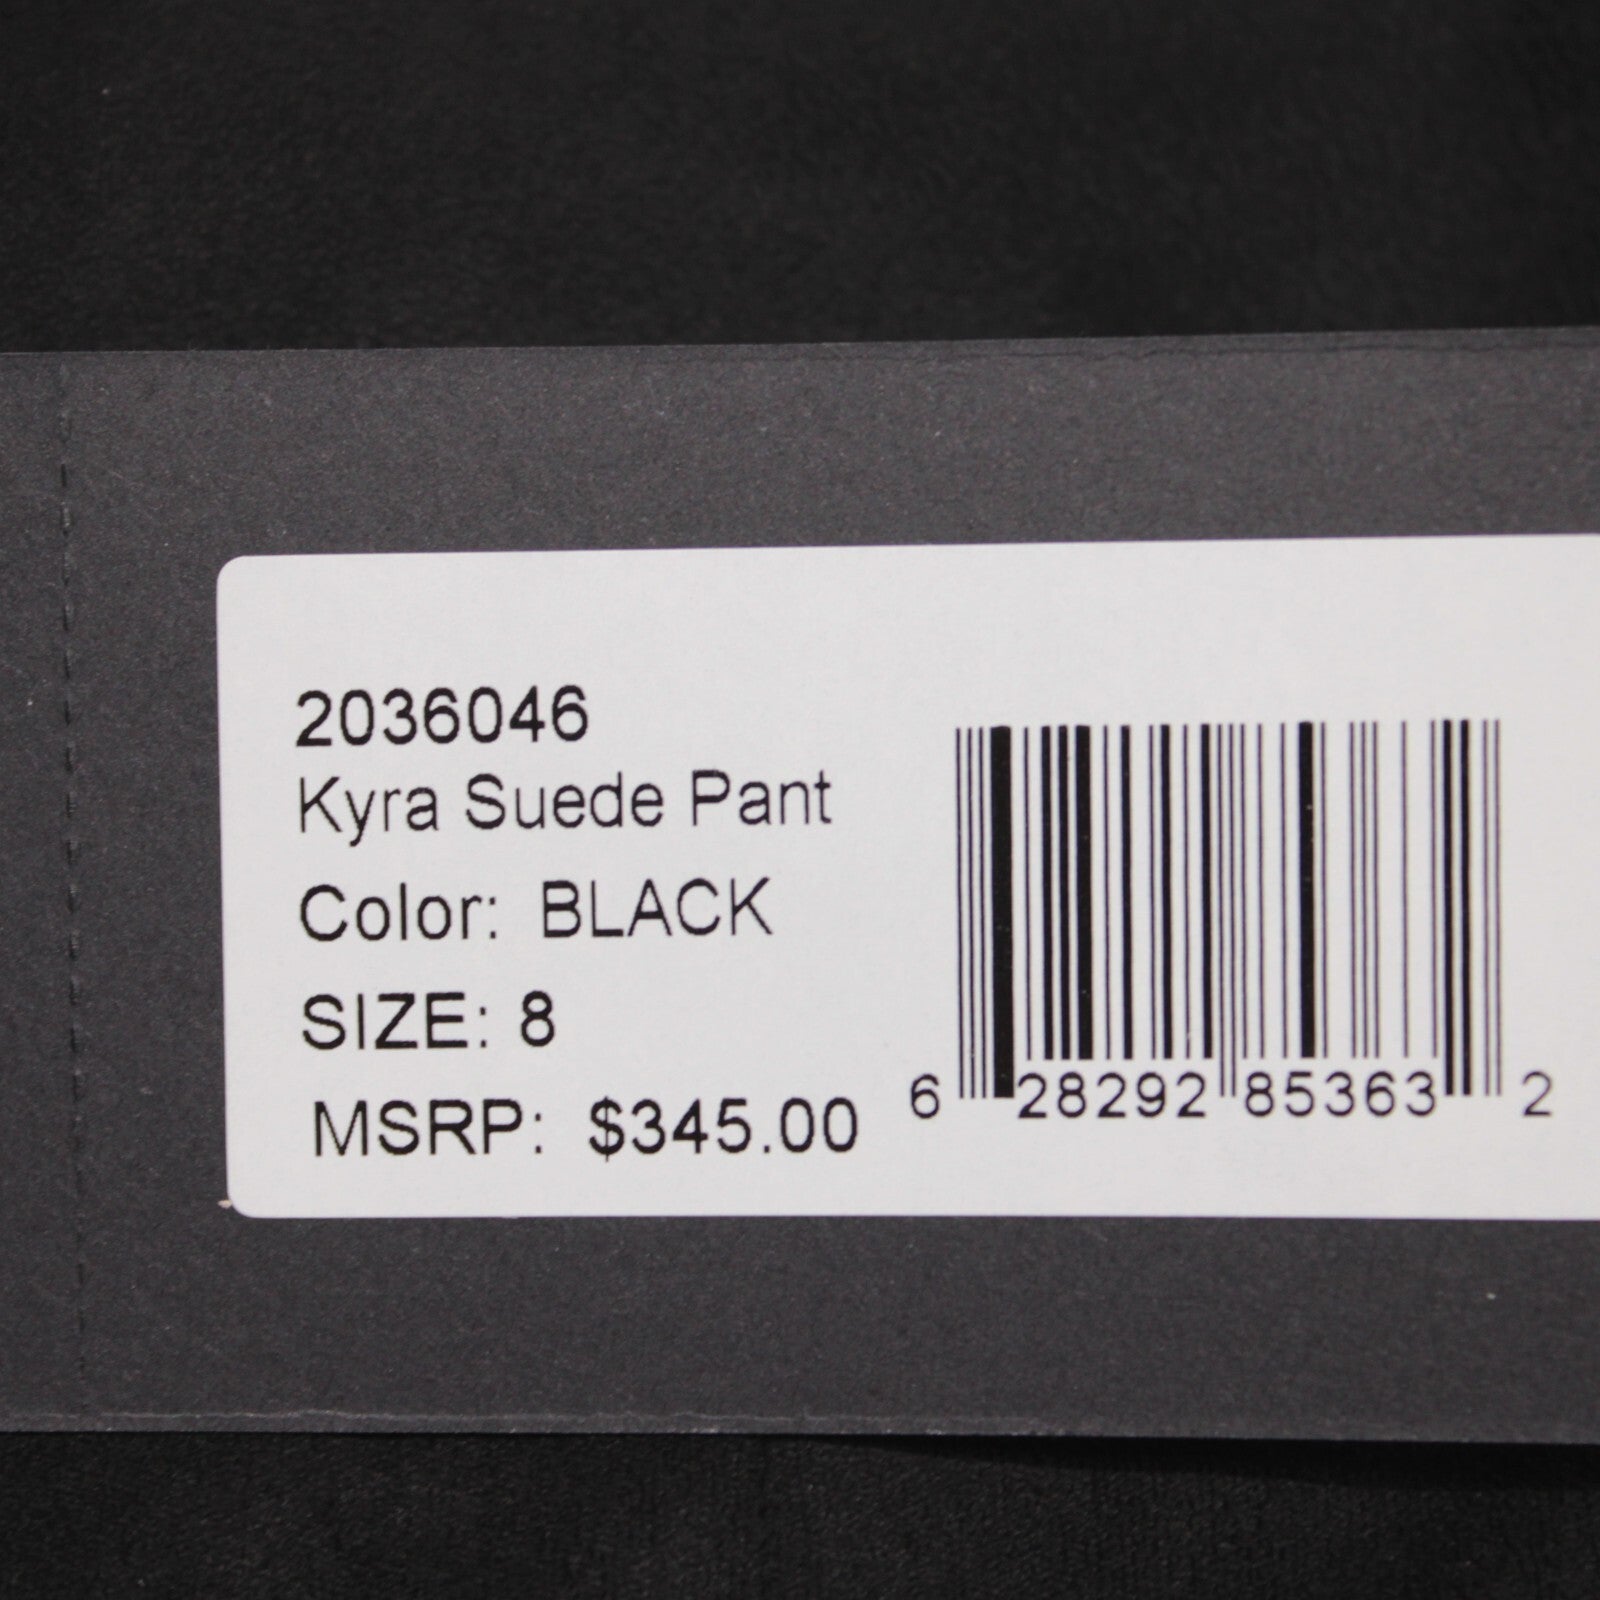 2036046
Kyra Suede Pant
Color: BLACK
SIZE: 8
MSRP: $345.00
6 28292 85363 2